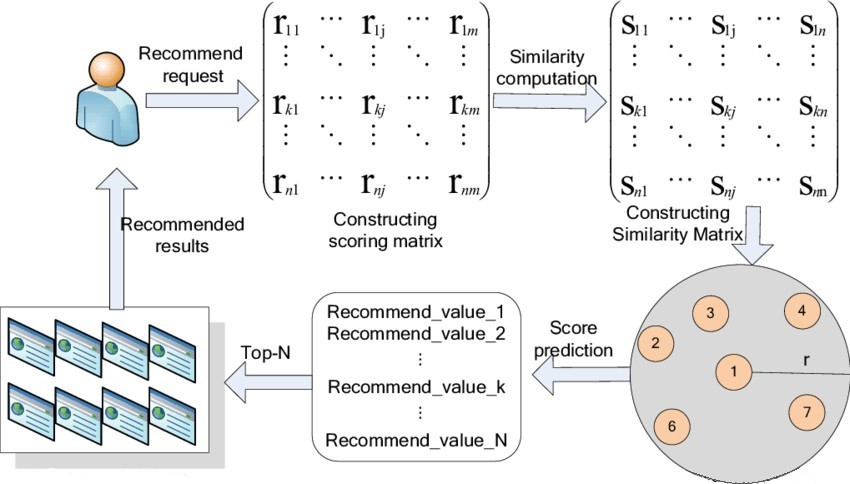 Recommend
request
r11 ... r1j ... r1m
⋮ ⋱ ⋮ ⋱ ⋮
rk1 ... rkj ... rkm
⋮ ⋱ ⋮ ⋱ ⋮
rn1 ... rnj ... rnm
Constructing
scoring matrix
Similarity
computation
s11 ... s1j ... s1n
⋮ ⋱ ⋮ ⋱ ⋮
sk1 ... skj ... skn
⋮ ⋱ ⋮ ⋱ ⋮
sn1 ... snj ... snn
Constructing
Similarity Matrix
3
4
2
1
r
6
7
Score
prediction
Recommend_value_1
Recommend_value_2
⋮
Recommend_value_k
⋮
Recommend_value_N
Top-N
Recommended
results